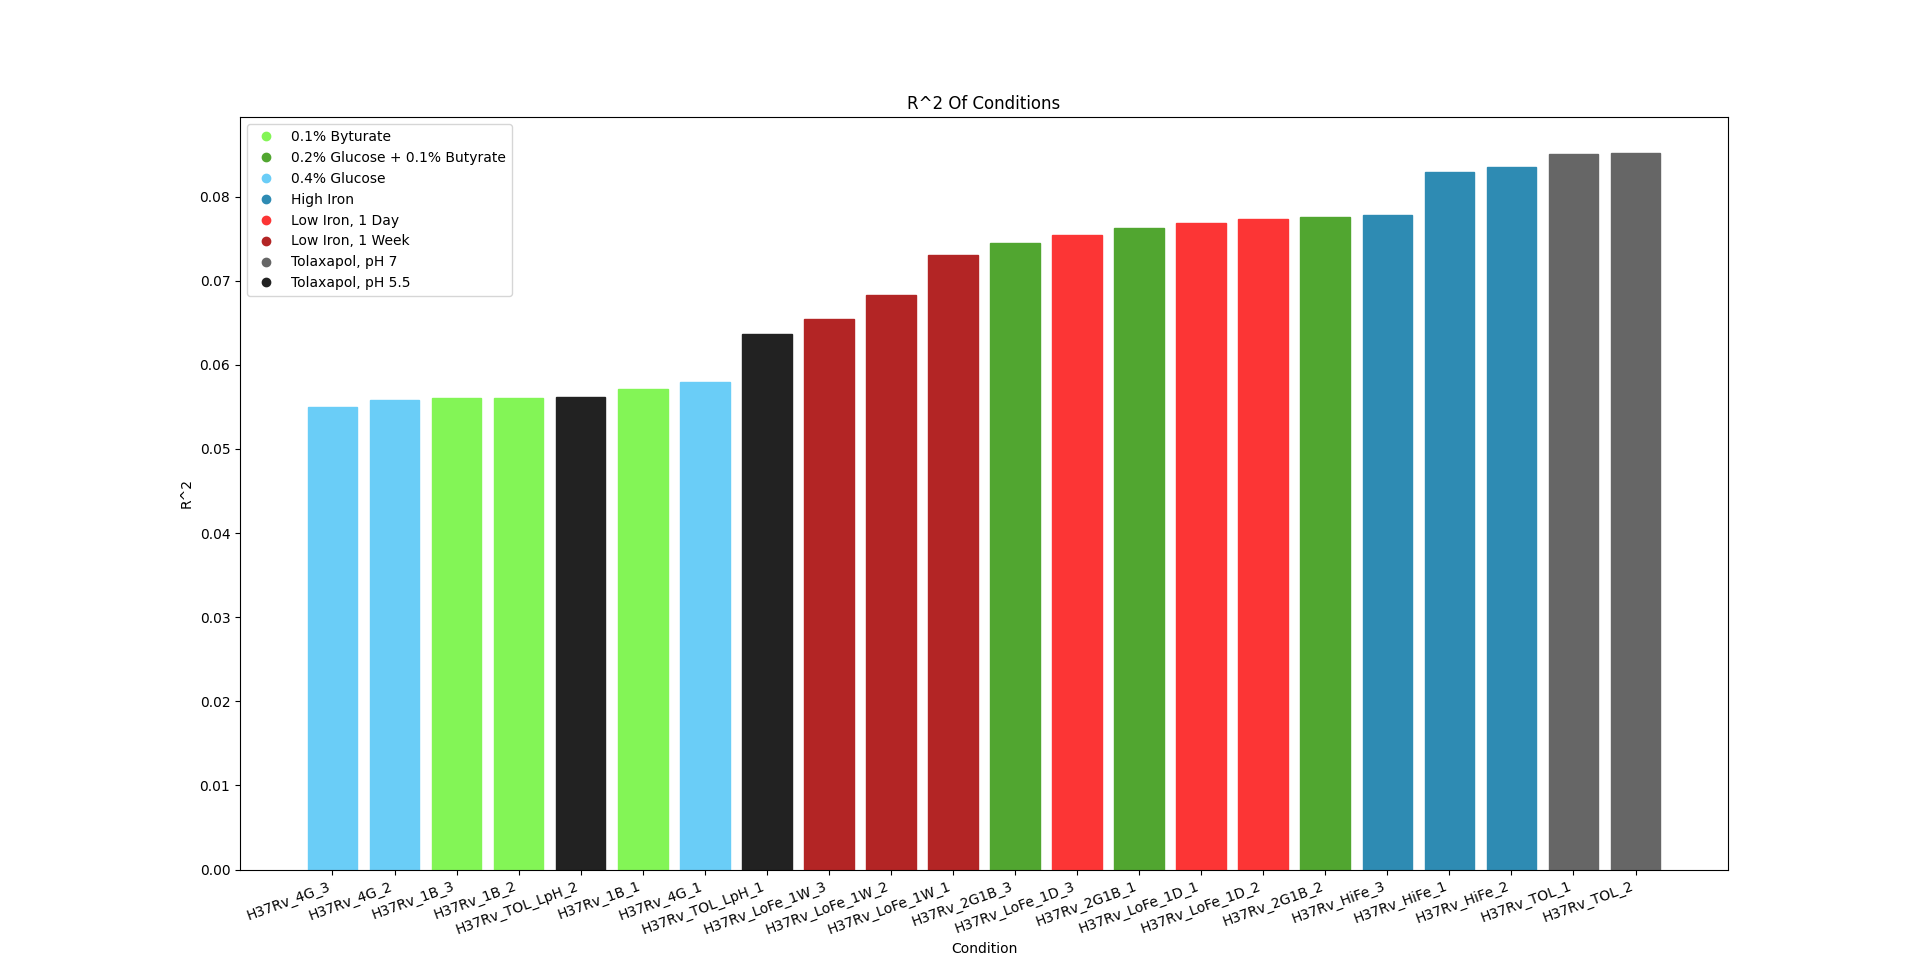 R^2 Of Conditions
0.1% Byturate
0.2% Glucose + 0.1% Butyrate
0.4% Glucose
High Iron
Low Iron, 1 Day
Low Iron, 1 Week
Tolaxapol, pH 7
Tolaxapol, pH 5.5
0.08
0.07
0.06
0.05
0.04
0.03
0.02
0.01
0.00
R^2
H37Rv_4G_3
H37Rv_4G_2
H37Rv_1B_3
H37Rv_1B_2
H37Rv_TOL_LpH_2
H37Rv_1B_1
H37Rv_4G_1
H37Rv_TOL_LpH_1
H37Rv_LoFe_1W_3
H37Rv_LoFe_1W_2
H37Rv_LoFe_1W_1
H37Rv_2G1B_3
H37Rv_LoFe_1D_3
H37Rv_2G1B_1
H37Rv_LoFe_1D_1
H37Rv_LoFe_1D_2
H37Rv_2G1B_2
H37Rv_HiFe_3
H37Rv_HiFe_1
H37Rv_HiFe_2
H37Rv_TOL_1
H37Rv_TOL_2
Condition